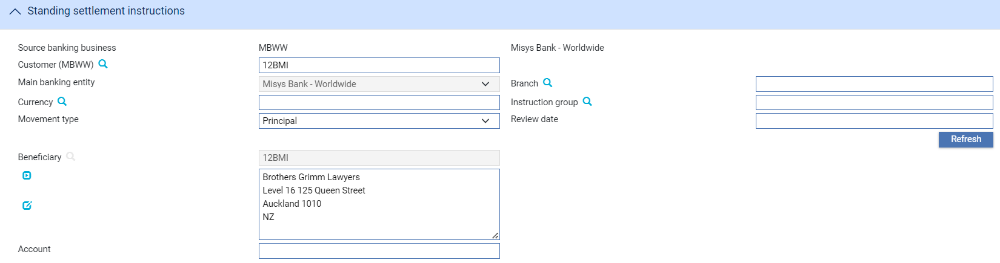 Standing settlement instructions
Source banking business MBWW Misys Bank - Worldwide
Customer (MBWW) 12BMI
Main banking entity Misys Bank - Worldwide Branch
Currency Instruction group
Movement type Principal Review date
Refresh
Beneficiary 12BMI
Brothers Grimm Lawyers
Level 16 125 Queen Street
Auckland 1010
NZ
Account